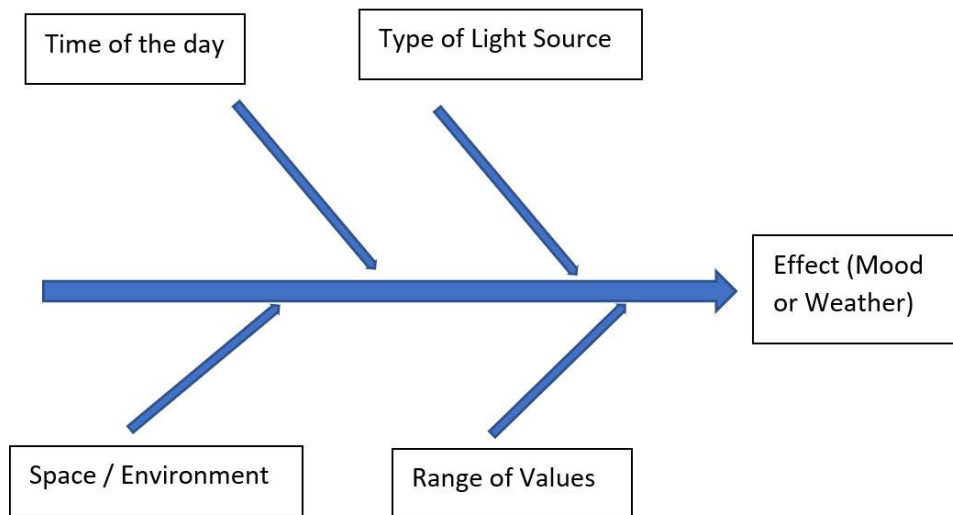 Time of the day
Type of Light Source
Effect (Mood
or Weather)
Space / Environment
Range of Values